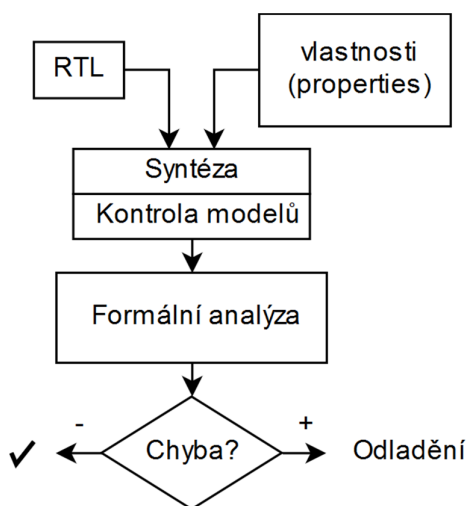 RTL
vlastnosti
(properties)
Syntéza
Kontrola modelů
Formální analýza
Chyba?
-
+
Odladění